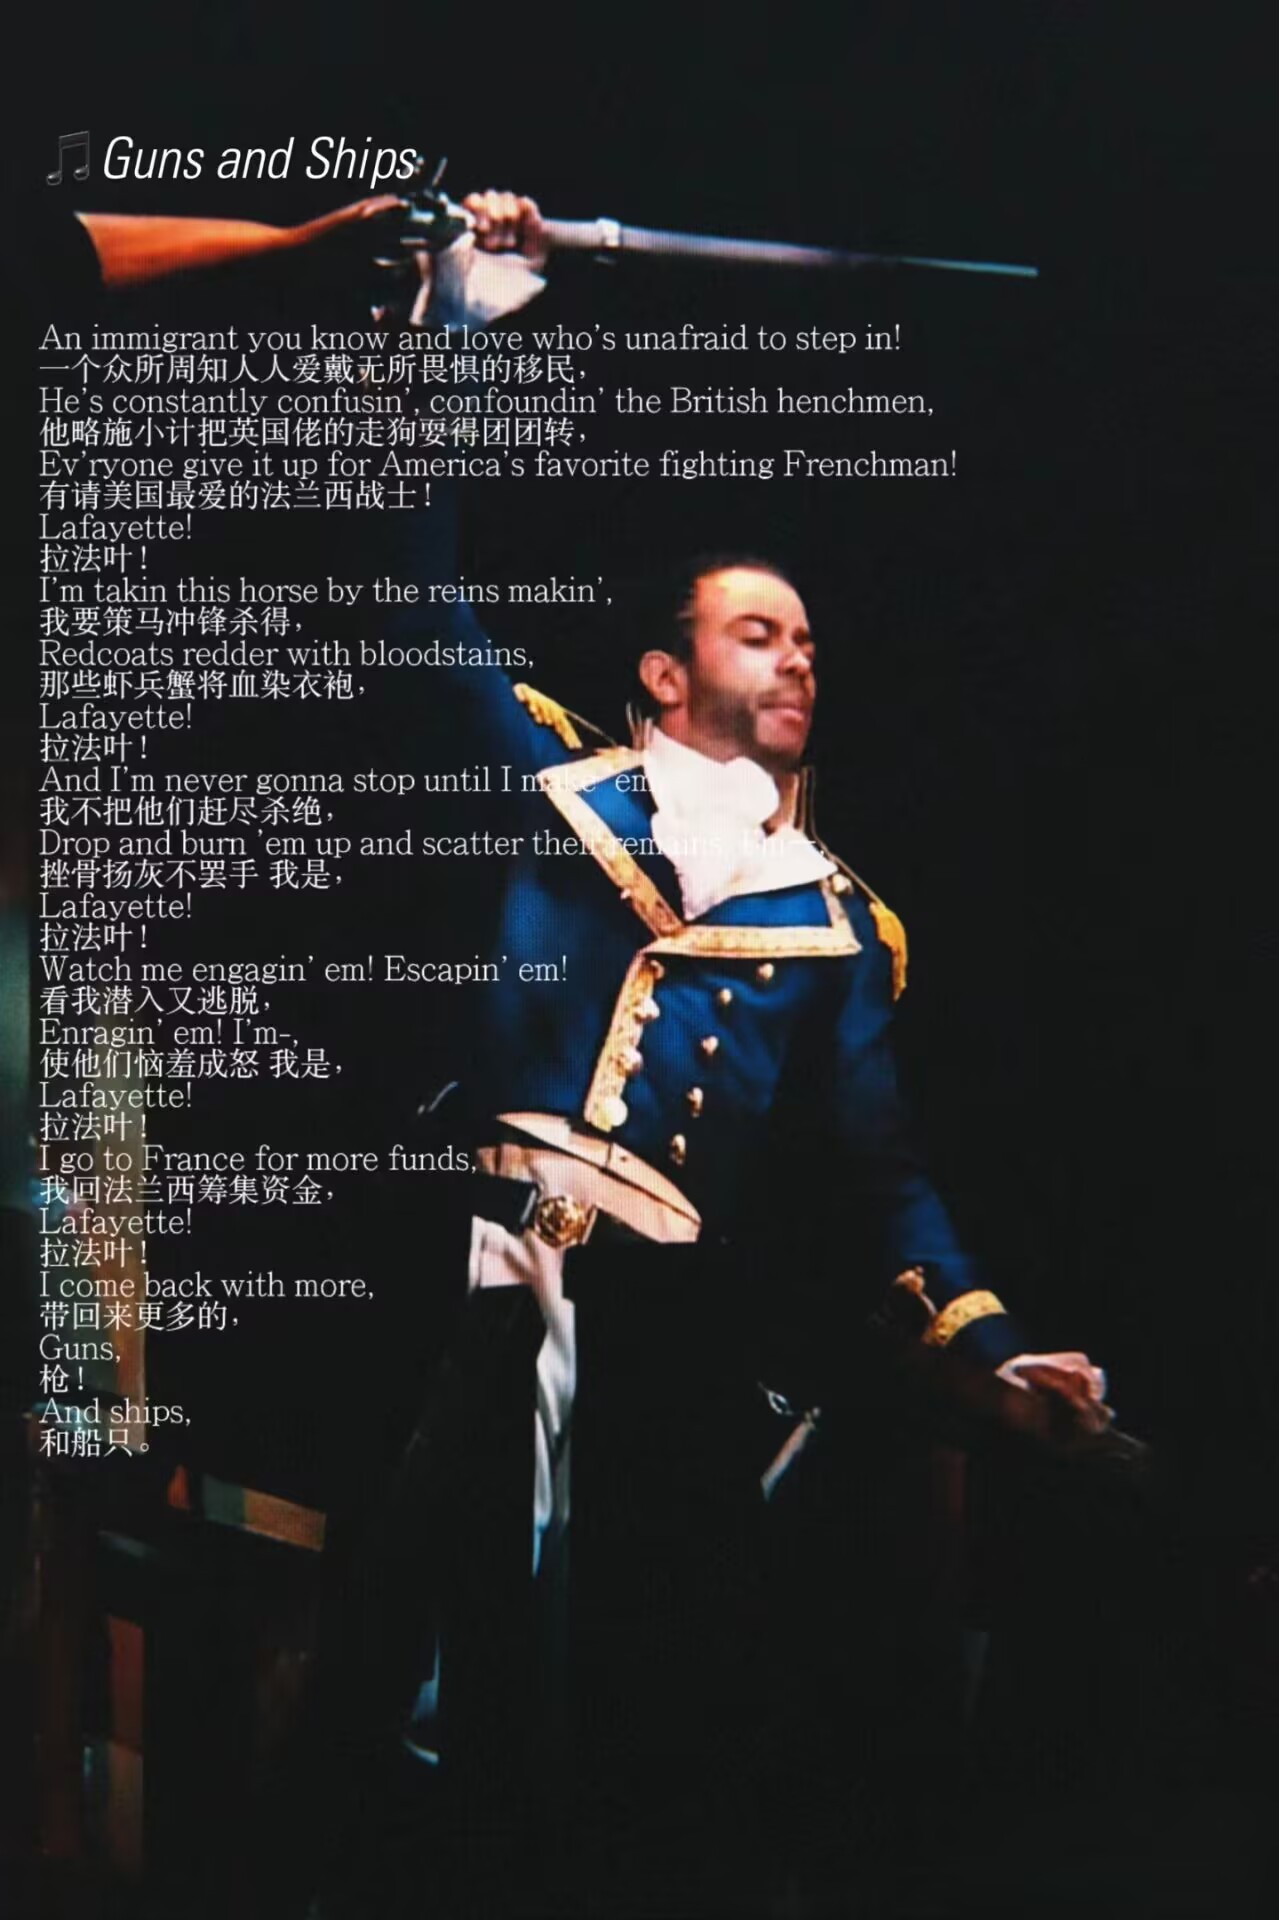 Guns and Ships
An immigrant you know and love who's unafraid to step in!
一个众所周知人人爱戴无所畏惧的移民，
He's constantly confusin', confoundin' the British henchmen,
他略施小计把英国佬的走狗耍得团团转，
Ev'ryone give it up for America's favorite fighting Frenchman!
有请美国最爱的法兰西战士！
Lafayette!
拉法叶！
I'm takin this horse by the reins makin',
我要策马冲锋杀得，
Redcoats redder with bloodstains,
那些虾兵蟹将血染衣袍，
Lafayette!
拉法叶！
And I'm never gonna stop until I make 'em
我不把他们赶尽杀绝，
Drop and burn 'em up and scatter their remains, I'm--,
挫骨扬灰不罢手 我是，
Lafayette!
拉法叶！
Watch me engagin' em! Escapin' em!
看我潜入又逃脱，
Enragin' em! I'm-,
使他们恼羞成怒 我是，
Lafayette!
拉法叶！
I go to France for more funds,
我回法兰西筹集资金，
Lafayette!
拉法叶！
I come back with more,
带回来更多的，
Guns,
枪！
And ships,
和船只。